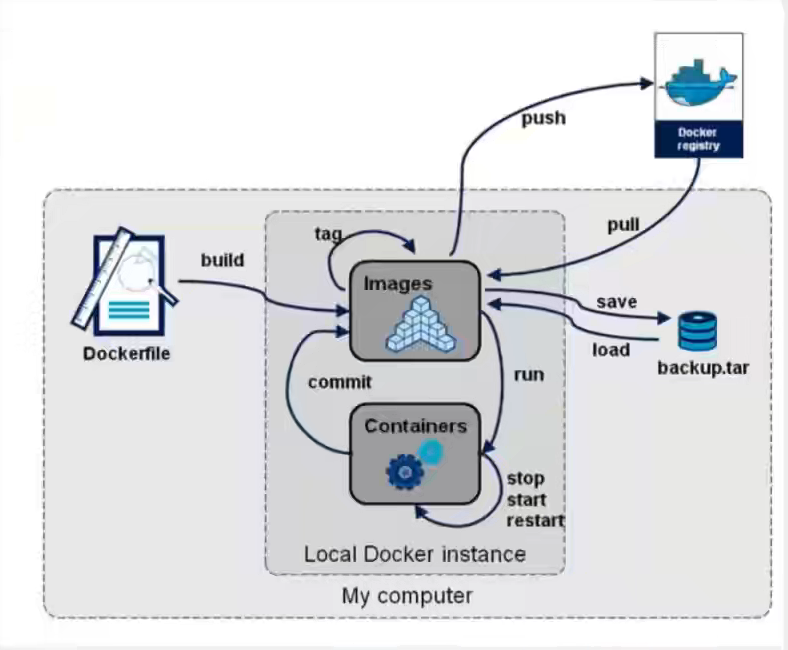 push
Docker
registry
pull
tag
build
Images
save
load
Dockerfile
backup.tar
commit
run
Containers
stop
start
restart
Local Docker instance
My computer